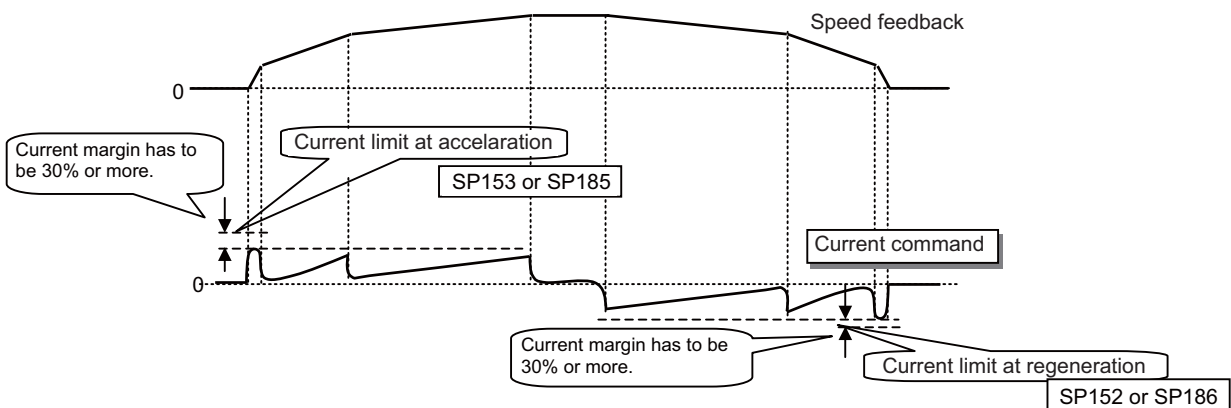 Speed feedback
0
Current margin has to
be 30% or more.
Current limit at accelaration
SP153 or SP185
Current command
0
Current margin has to be
30% or more.
Current limit at regeneration
SP152 or SP186